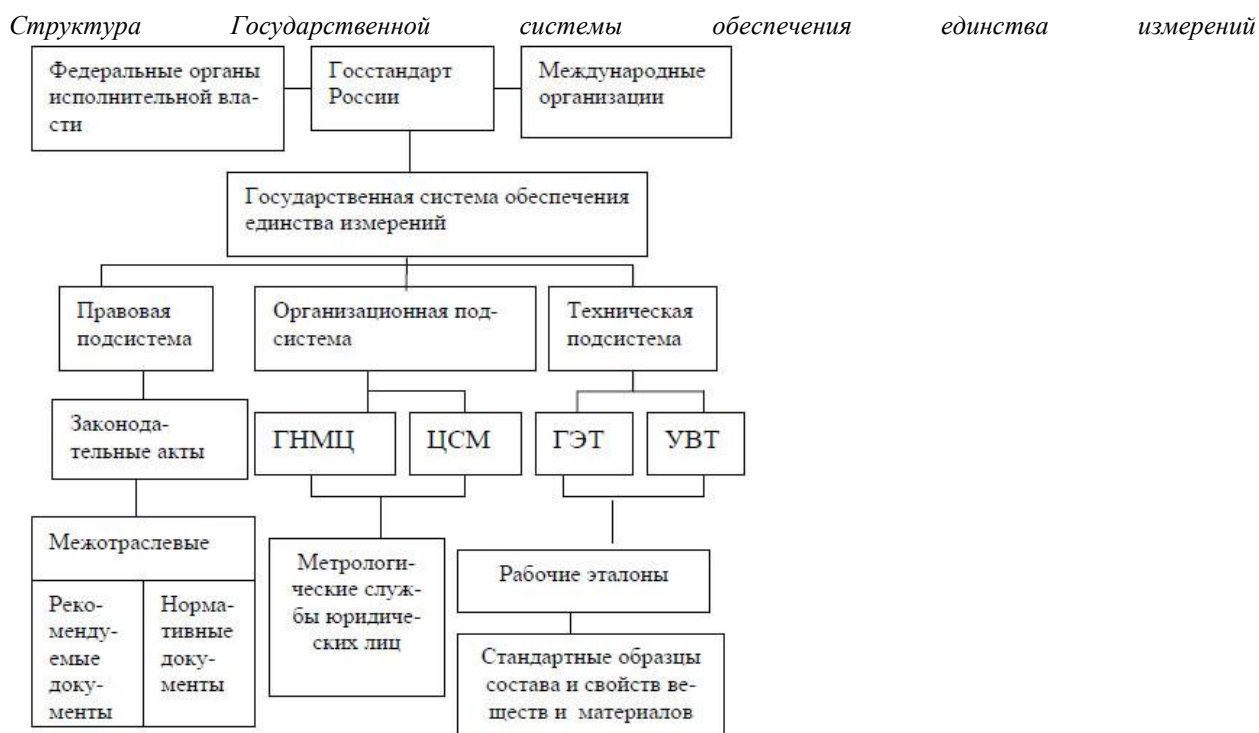 Структура Государственной системы обеспечения единства измерений
Федеральные органы
исполнительной вла-
сти
Госстандарт
России
Международные
организации
Государственная система обеспечения
единства измерений
Правовая
подсистема
Организационная под-
система
Техническая
подсистема
Законода-
тельные акты
ГНМЦ
ЦСМ
ГЭТ
УВТ
Межотраслевые
Реко-
менду-
емые
доку-
менты
Норма-
тивные
доку-
менты
Метрологи-
ческие служ-
бы юридиче-
ских лиц
Рабочие эталоны
Стандартные образцы
состава и свойств ве-
ществ и материалов